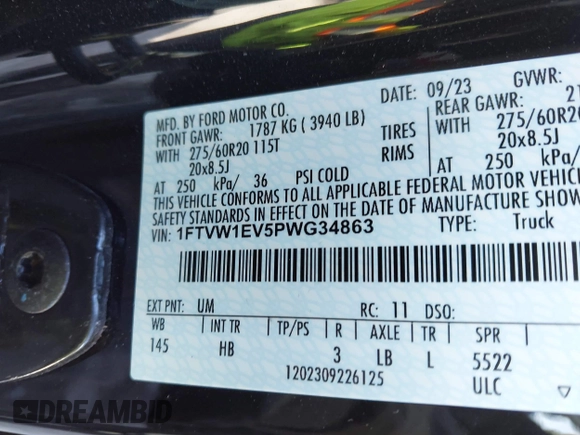 MFD. BY FORD MOTOR CO.
DATE: 09/23
GVWR:
FRONT GAWR: 1787 KG ( 3940 LB)
REAR GAWR: 21
WITH 275/60R20 115T
TIRES
275/60R20
20x8.5J
RIMS
20x8.5J
AT 250 kPa/ 36 PSI COLD
AT 250 kPa/
THIS VEHICLE CONFORMS TO ALL APPLICABLE FEDERAL MOTOR VEHICLE
SAFETY STANDARDS IN EFFECT ON THE DATE OF MANUFACTURE SHOW
VIN: 1FTVW1EV5PWG34863
TYPE: Truck
EXT PNT: UM RC: 11 DSO:
WB INT TR TP/PS R AXLE TR SPR
145 HB 3 LB L 5522
1202309226125 ULC
DREAMBID